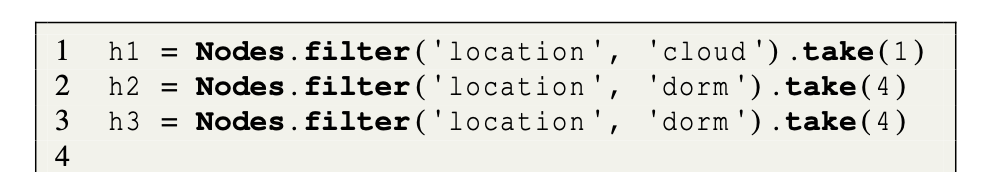 1 h1 = Nodes.filter('location', 'cloud').take(1)
2 h2 = Nodes.filter('location', 'dorm').take(4)
3 h3 = Nodes.filter('location', 'dorm').take(4)
4